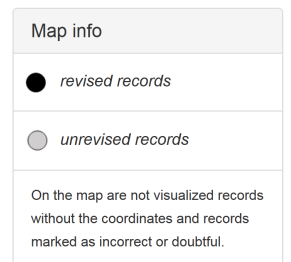 Map info
revised records
unrevised records
On the map are not visualized records
without the coordinates and records
marked as incorrect or doubtful.